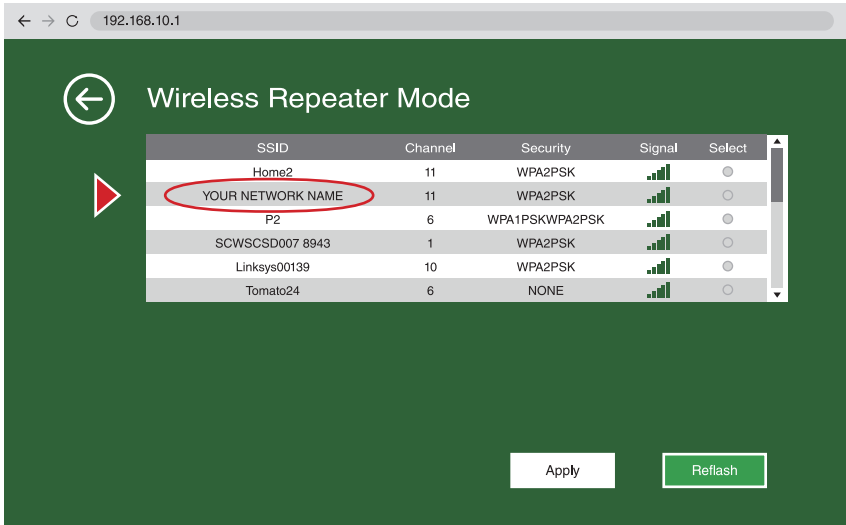 192.168.10.1
Wireless Repeater Mode
SSID Channel Security Signal Select
Home2 11 WPA2PSK
YOUR NETWORK NAME 11 WPA2PSK
P2 6 WPA1PSKWPA2PSK
SCWSCSD007 8943 1 WPA2PSK
Linksys00139 10 WPA2PSK
Tomato24 6 NONE
Apply Reflash